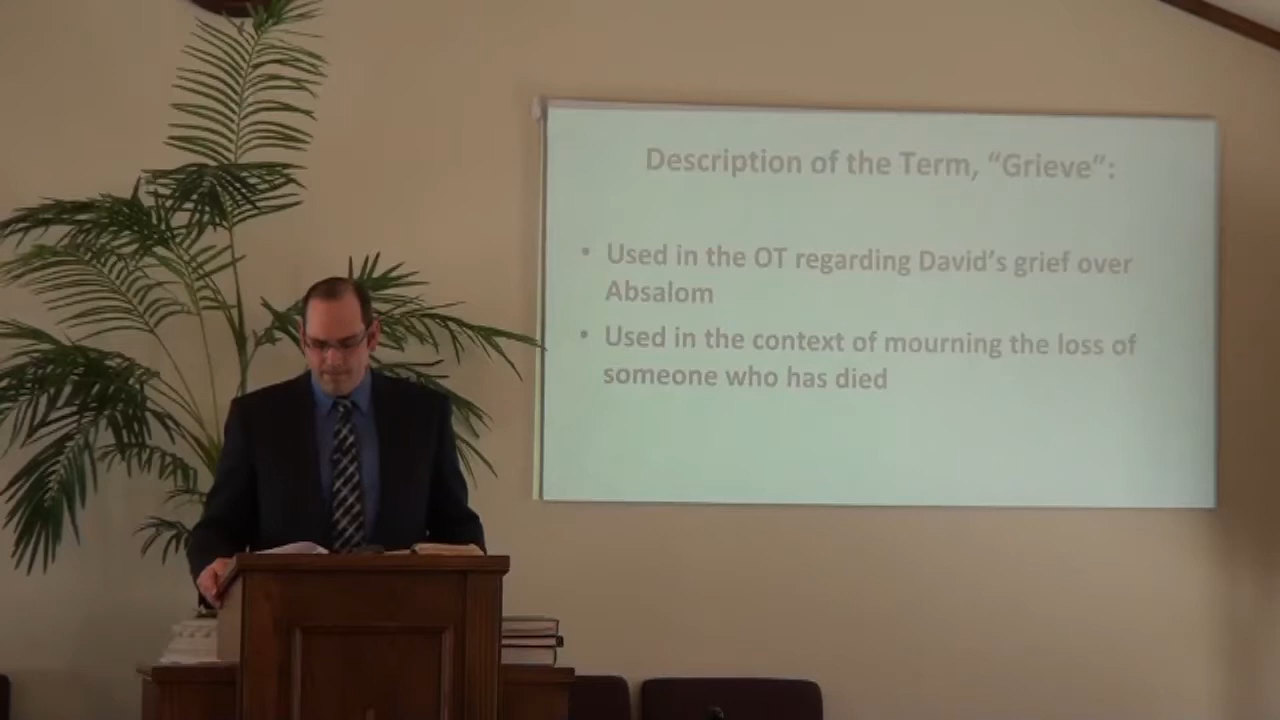 Description of the Term, “Grieve”:
• Used in the OT regarding David’s grief over
Absalom
• Used in the context of mourning the loss of
someone who has died